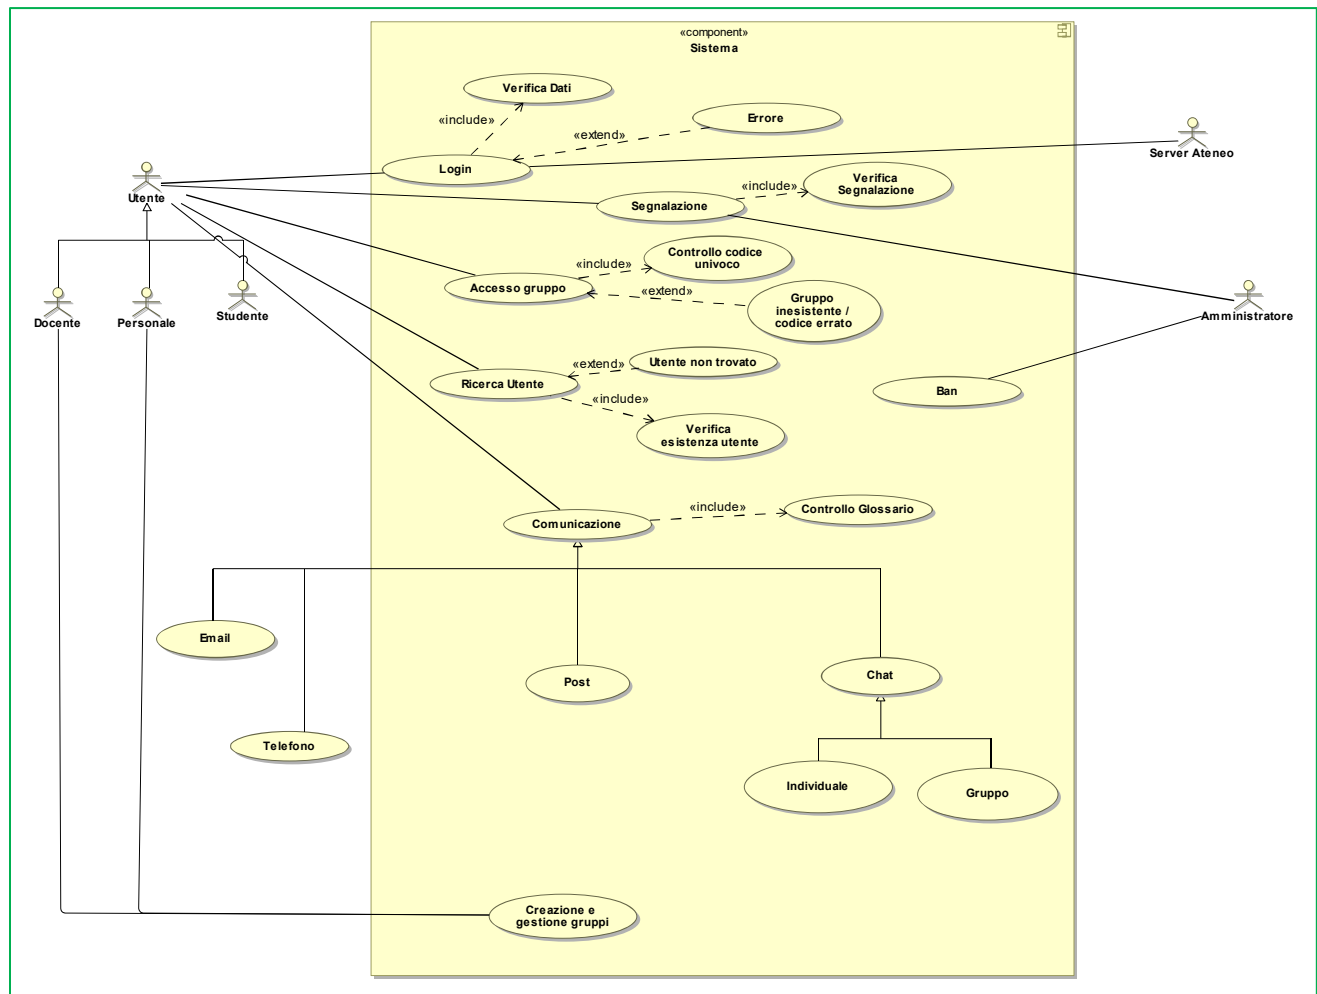 «component»
Sistema
Verifica Dati
«include»
Errore
«extend»
Server Ateneo
Login
Verifica
Segnalazione
«include»
Utente
Segnalazione
Controllo codice
univoco
«include»
Accesso gruppo
«extend»
Gruppo
inesistente /
codice errato
Docente
Personale
Studente
Amministratore
Utente non trovato
«extend»
Ricerca Utente
«include»
Ban
Verifica
esistenza utente
Controllo Glossario
«include»
Comunicazione
Email
Post
Chat
Telefono
Individuale
Gruppo
Creazione e
gestione gruppi